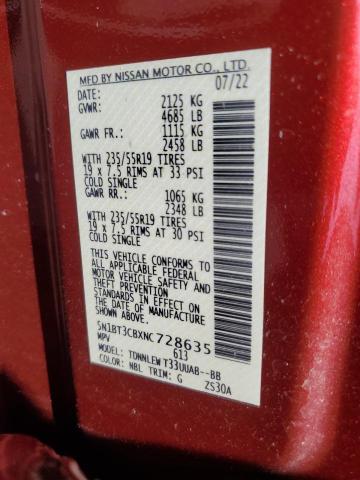 MFD BY NISSAN MOTOR CO., LTD.
DATE: 07/22
GVWR: 2125 KG
4685 LB
GAWR FR.: 1115 KG
2458 LB
WITH 235/55R19 TIRES
19 x 7.5 RIMS AT 33 PSI
COLD SINGLE
GAWR RR.: 1065 KG
2348 LB
WITH 235/55R19 TIRES
19 x 7.5 RIMS AT 30 PSI
COLD SINGLE
THIS VEHICLE CONFORMS TO
ALL APPLICABLE FEDERAL
MOTOR VEHICLE SAFETY AND
THEFT PREVENTION
STANDARDS IN EFFECT ON
THE DATE OF MANUFACTURE
SHOWN ABOVE.
5N1BT3CBXNC728635
MPV 613
MODEL: TDNNLEW T33UUAB--BB
COLOR: NBL TRIM: G ZS30A